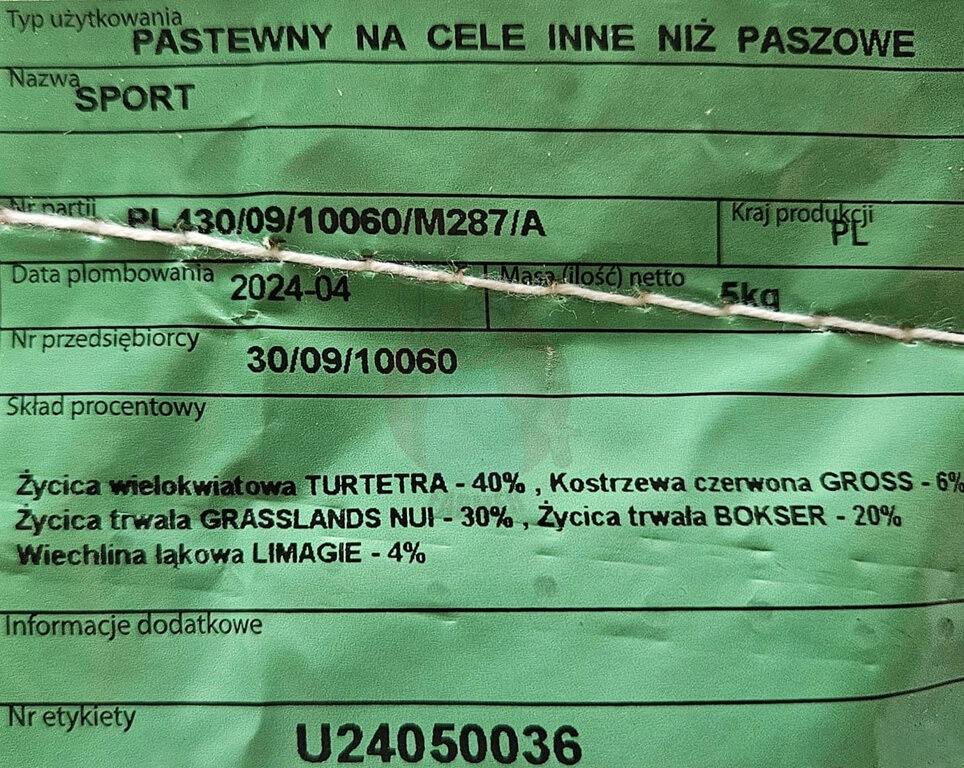 Typ użytkowania
PASTEWNY NA CELE INNE NIŻ PASZOWE
Nazwa
SPORT
Nr partii PL430/09/10060/M287/A Kraj produkcji PL
Data plombowania 2024-04 Masa (ilość) netto 5kg
Nr przedsiębiorcy 30/09/10060
Skład procentowy
Życica wielokwiatowa TURTETRA - 40% , Kostrzewa czerwona GROSS - 6%
Życica trwała GRASSLANDS NUI - 30% , Życica trwała BOKSER - 20%
Wiechlina łąkowa LIMAGIE - 4%
Informacje dodatkowe
Nr etykiety
U24050036